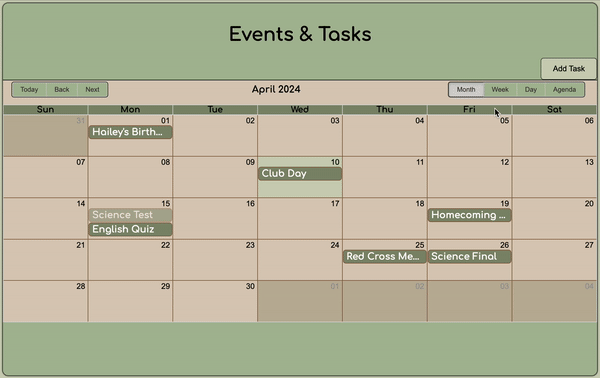 Events & Tasks
Add Task
Today Back Next
April 2024
Month Week Day Agenda
Sun Mon Tue Wed Thu Fri Sat
31 01 02 03 04 05 06
Hailey's Birth...
07 08 09 10 11 12 13
Club Day
14 15 16 17 18 19 20
Science Test Homecoming ...
English Quiz
21 22 23 24 25 26 27
Red Cross Me... Science Final
28 29 30 01 02 03 04